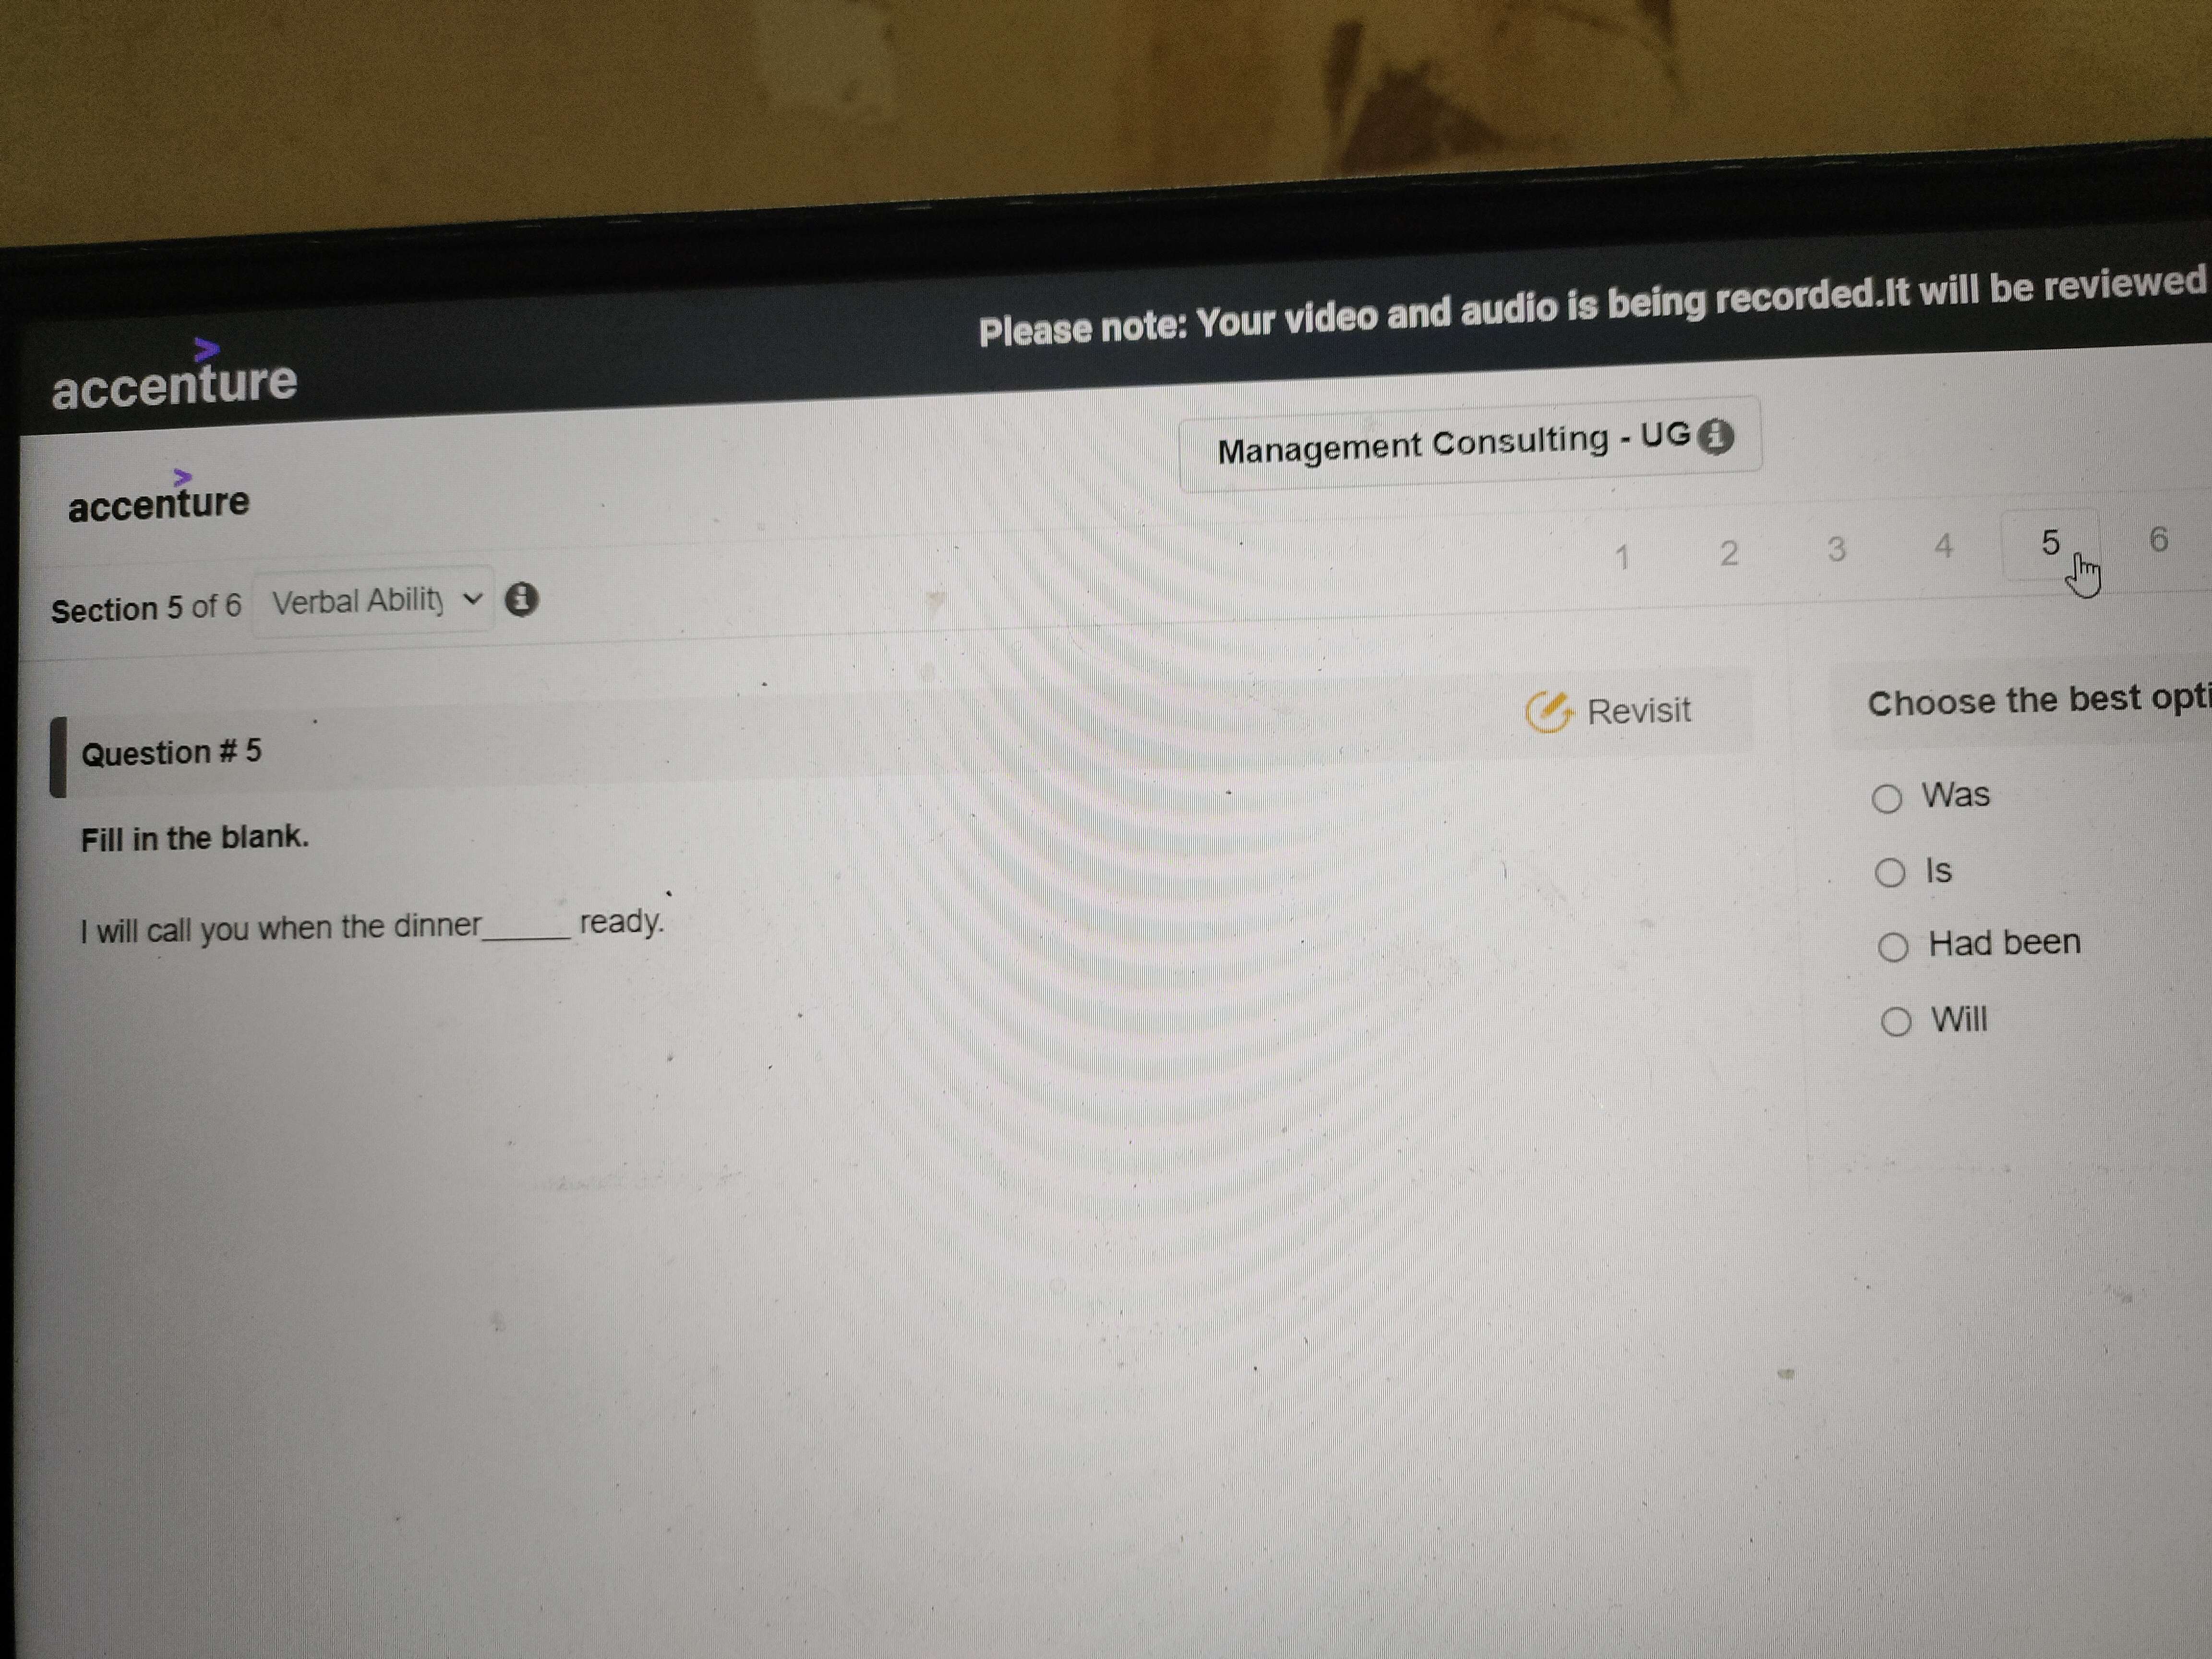 Please note: Your video and audio is being recorded.It will be reviewed
accenture
Management Consulting - UG
accenture
1 2 3 4 5 6
Section 5 of 6 Verbal Ability
Question # 5
Revisit
Fill in the blank.
I will call you when the dinner______ ready.
Choose the best opti
Was
Is
Had been
Will